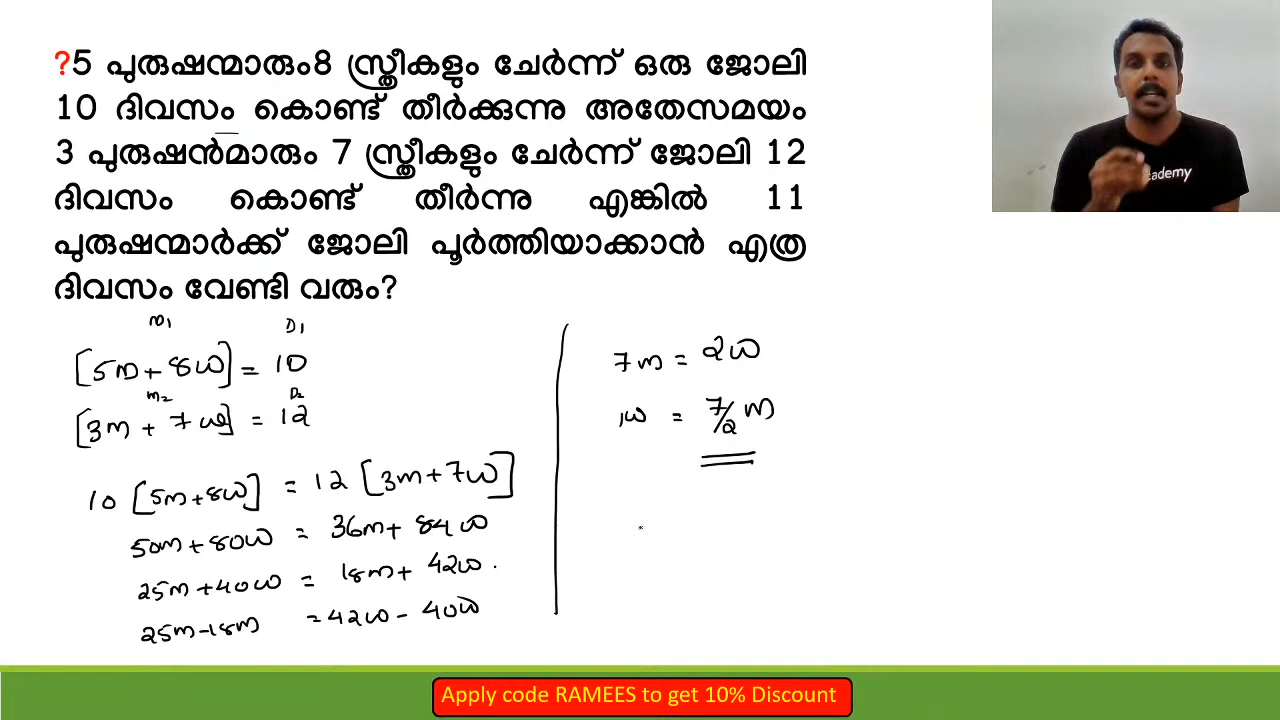 ?5 പുരുഷന്മാരും8 സ്ത്രീകളും ചേർന്ന് ഒരു ജോലി
10 ദിവസം കൊണ്ട് തീർക്കുന്നു അതേസമയം
3 പുരുഷൻമാരും 7 സ്ത്രീകളും ചേർന്ന് ജോലി 12
ദിവസം കൊണ്ട് തീർന്നു എങ്കിൽ 11
പുരുഷന്മാർക്ക് ജോലി പൂർത്തിയാക്കാൻ എത്ര
ദിവസം വേണ്ടി വരും?
m1 D1
[5m + 8w] = 10
m2 D2
[3m + 7w] = 12
10 [5m+8w] = 12 [3m+7w]
50m+80w = 36m+ 84w
25m+40w = 18m+ 42w.
25m-18m = 42w - 40w
7m = 2w
1w = 7/2 m
cademy
Apply code RAMEES to get 10% Discount